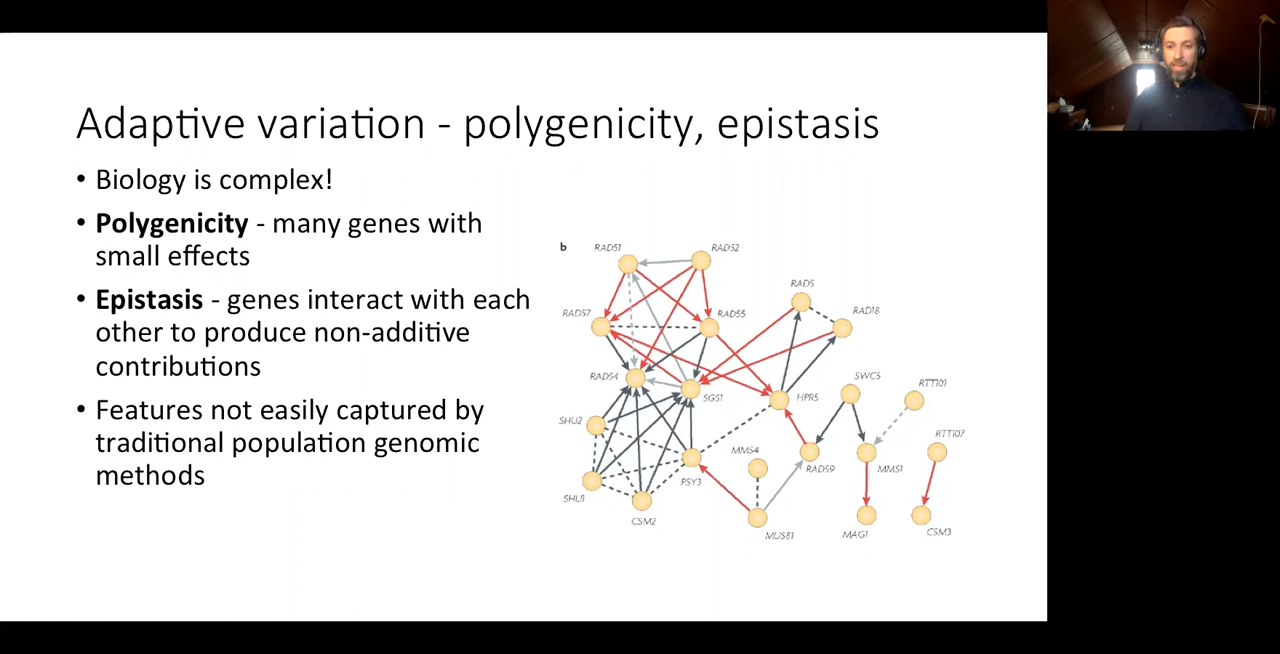 Adaptive variation - polygenicity, epistasis
• Biology is complex!
• Polygenicity - many genes with
small effects
• Epistasis - genes interact with each
other to produce non-additive
contributions
• Features not easily captured by
traditional population genomic
methods
b
RAD51
RAD52
RAD5
RAD57
RAD55
RAD18
RAD54
SGS1
HPR5
SWC5
RTT101
SHU2
MMS4
RTT107
PSY3
RAD59
MMS1
SHU1
CSM2
MUS81
MAG1
CSM3